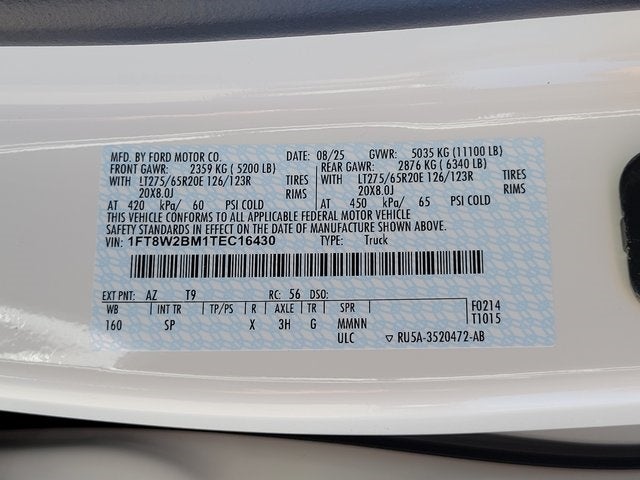 MFD. BY FORD MOTOR CO. DATE: 08/25 GVWR: 5035 KG (11100 LB)
FRONT GAWR: 2359 KG (5200 LB) REAR GAWR: 2876 KG (6340 LB)
WITH LT275/65R20E 126/123R TIRES WITH LT275/65R20E 126/123R TIRES
20X8.0J RIMS 20X8.0J RIMS
AT 420 kPa/ 60 PSI COLD AT 450 kPa/ 65 PSI COLD
THIS VEHICLE CONFORMS TO ALL APPLICABLE FEDERAL MOTOR VEHICLE
SAFETY STANDARDS IN EFFECT ON THE DATE OF MANUFACTURE SHOWN ABOVE.
VIN: 1FT8W2BM1TEC16430 TYPE: Truck
EXT PNT: AZ T9 RC: 56 DSO:
WB INT TR TP/PS R AXLE TR SPR F0214
160 SP X 3H G MMNN T1015
ULC ▽ RU5A-3520472-AB